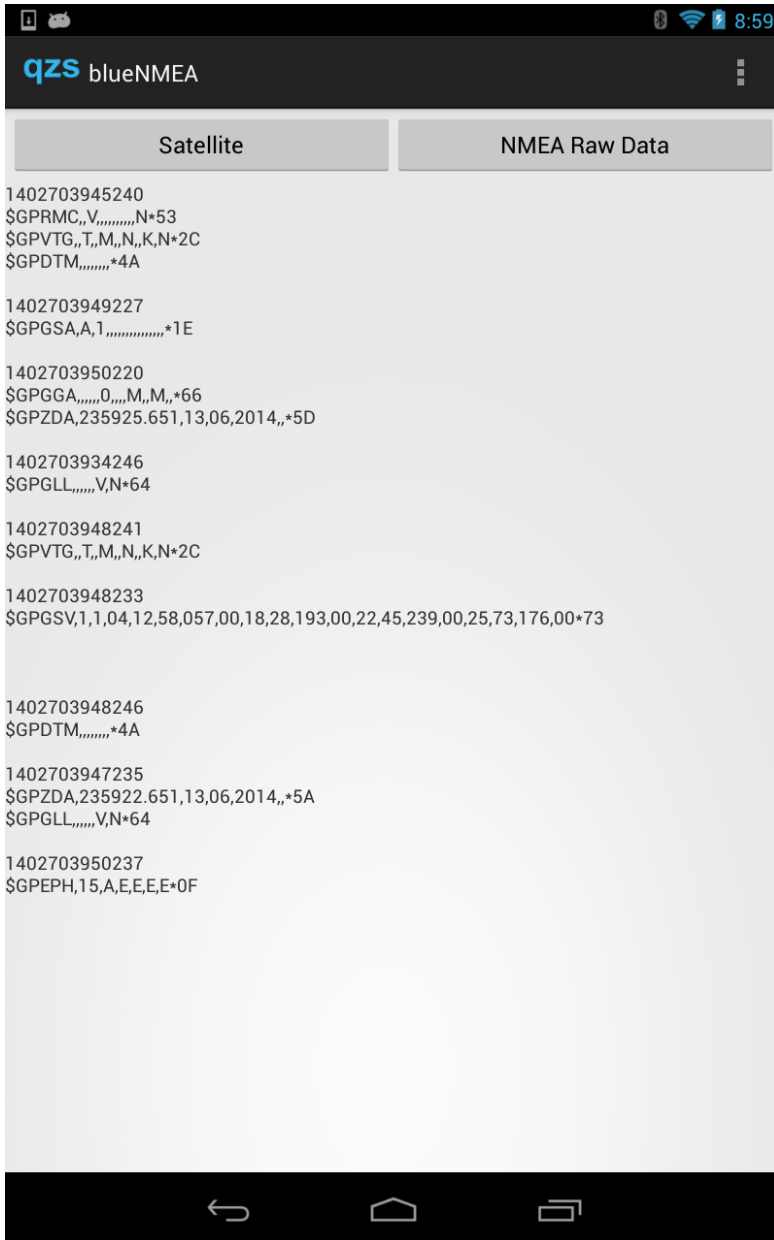 8:59
qzs blueNMEA
Satellite NMEA Raw Data
1402703945240
$GPRMC,,V,,,,,,,,,,N*53
$GPVTG,,T,,M,,N,,K,N*2C
$GPDTM,,,,,,,,*4A
1402703949227
$GPGSA,A,1,,,,,,,,,,,,,,,*1E
1402703950220
$GPGGA,,,,,,0,,,,M,,M,,*66
$GPZDA,235925.651,13,06,2014,,*5D
1402703934246
$GPGLL,,,,,,V,N*64
1402703948241
$GPVTG,,T,,M,,N,,K,N*2C
1402703948233
$GPGSV,1,1,04,12,58,057,00,18,28,193,00,22,45,239,00,25,73,176,00*73
1402703948246
$GPDTM,,,,,,,,*4A
1402703947235
$GPZDA,235922.651,13,06,2014,,*5A
$GPGLL,,,,,,V,N*64
1402703950237
$GPEPH,15,A,E,E,E,E*0F